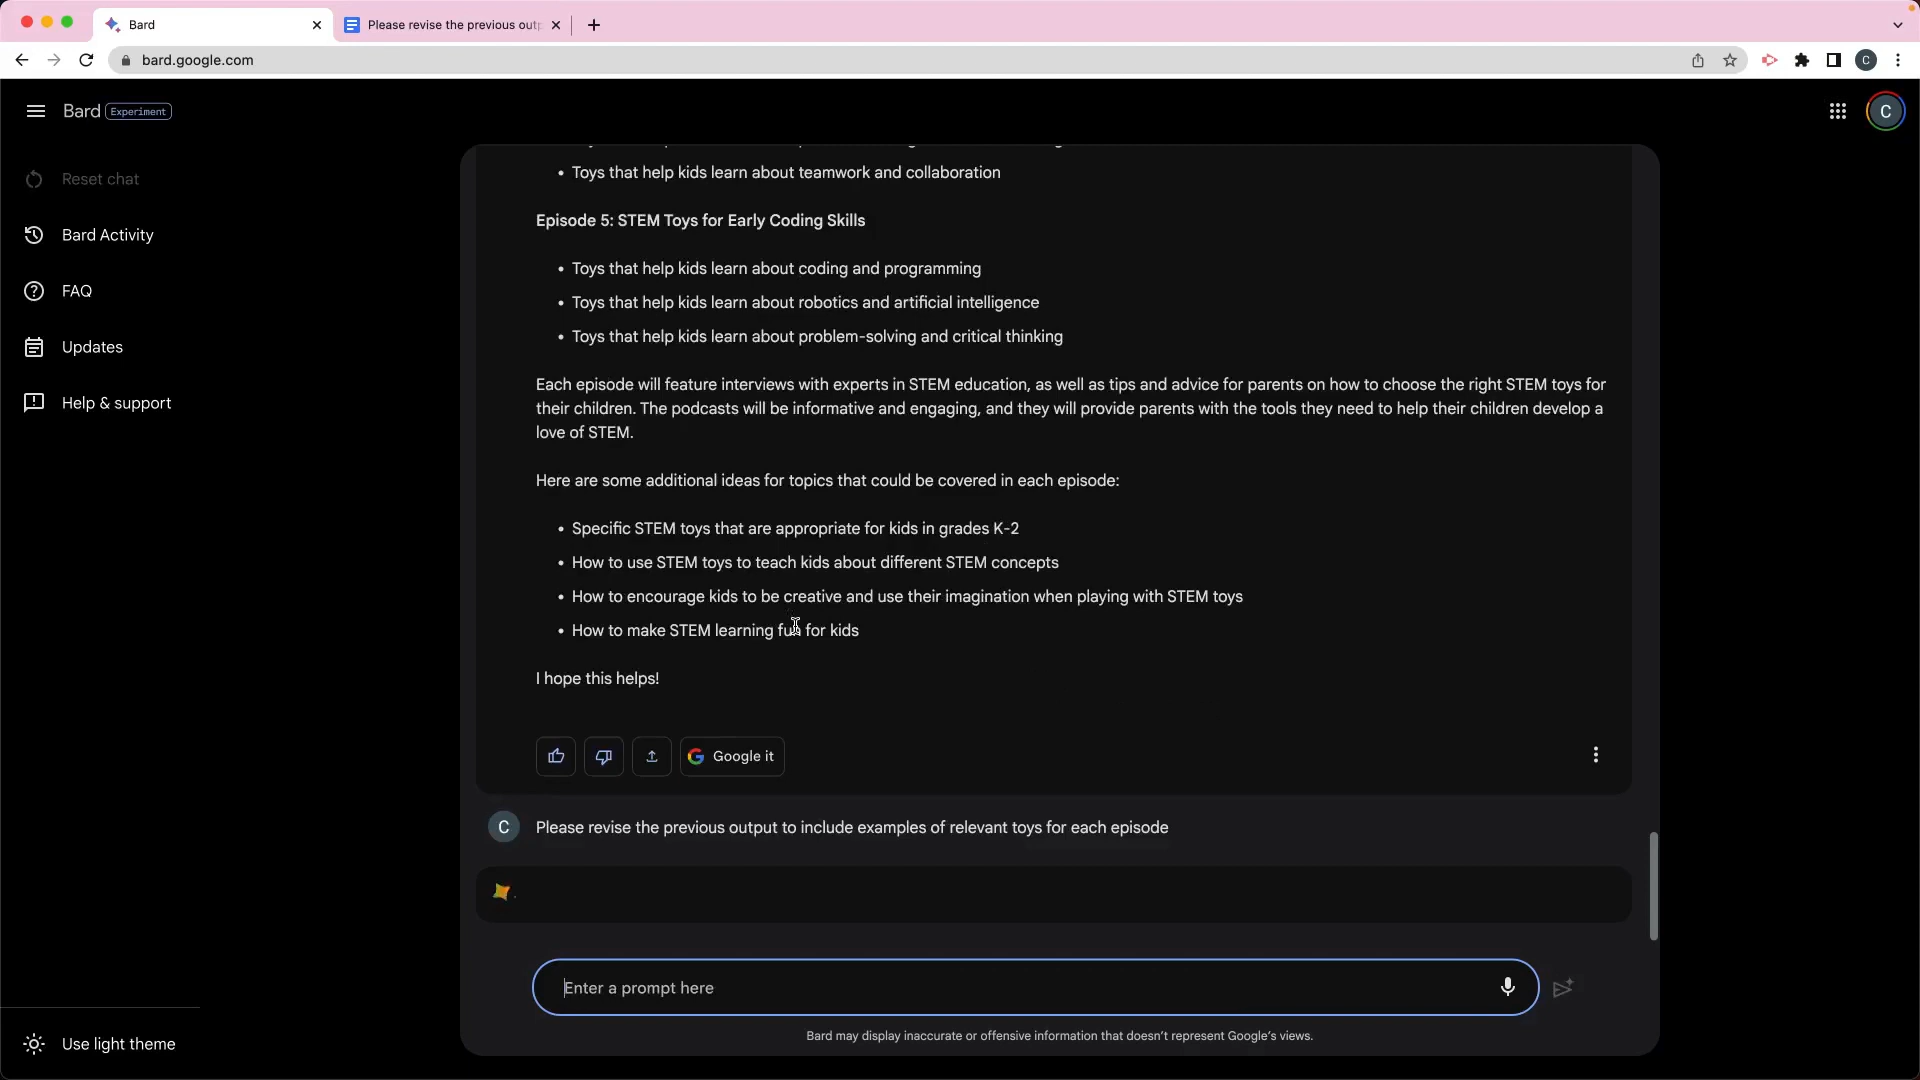 Bard
Please revise the previous outp
bard.google.com
C
Bard Experiment
C
Reset chat
Bard Activity
FAQ
Updates
Help & support
Use light theme
• Toys that help kids learn about teamwork and collaboration
Episode 5: STEM Toys for Early Coding Skills
• Toys that help kids learn about coding and programming
• Toys that help kids learn about robotics and artificial intelligence
• Toys that help kids learn about problem-solving and critical thinking
Each episode will feature interviews with experts in STEM education, as well as tips and advice for parents on how to choose the right STEM toys for
their children. The podcasts will be informative and engaging, and they will provide parents with the tools they need to help their children develop a
love of STEM.
Here are some additional ideas for topics that could be covered in each episode:
• Specific STEM toys that are appropriate for kids in grades K-2
• How to use STEM toys to teach kids about different STEM concepts
• How to encourage kids to be creative and use their imagination when playing with STEM toys
• How to make STEM learning fun for kids
I hope this helps!
Google it
C
Please revise the previous output to include examples of relevant toys for each episode
Enter a prompt here
Bard may display inaccurate or offensive information that doesn't represent Google's views.